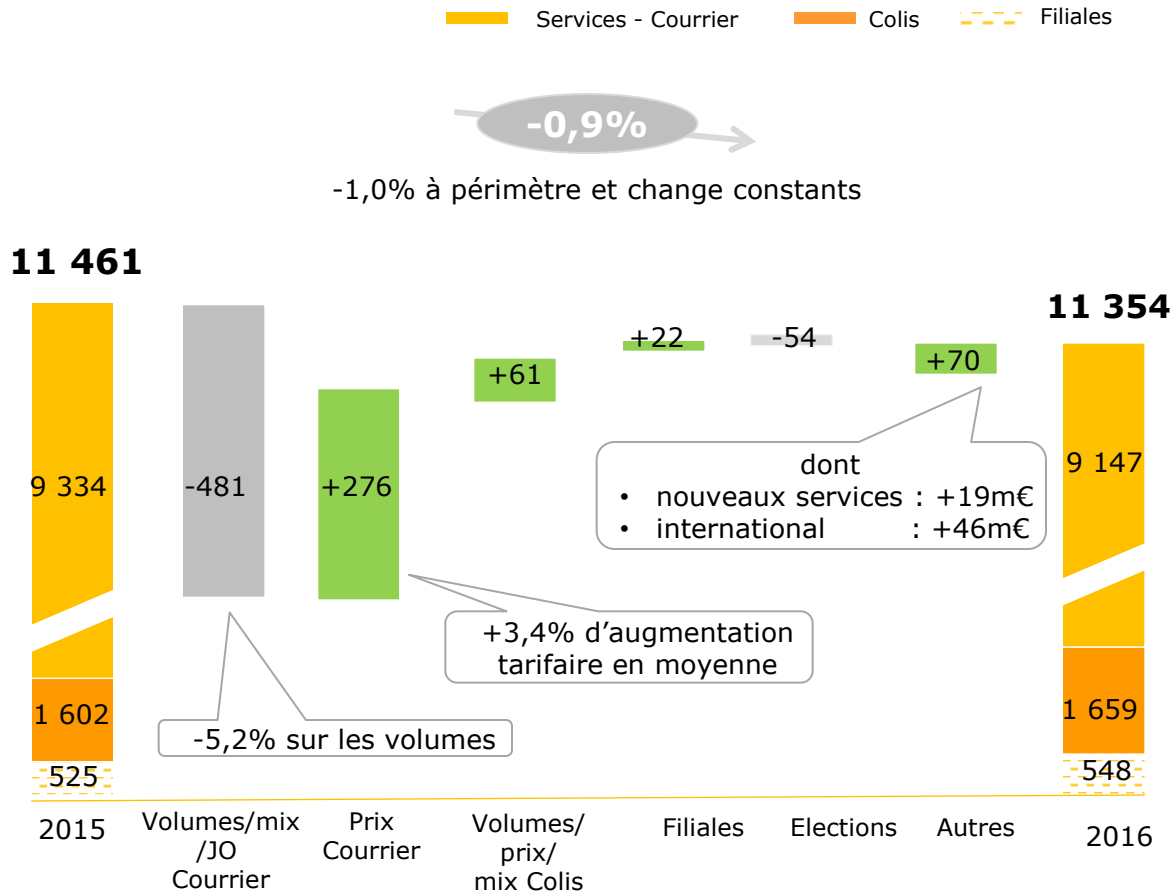 Services - Courrier
Colis
Filiales
-0,9%
-1,0% à périmètre et change constants
11 461
11 354
+22
-54
+61
+70
9 334
-481
+276
dont
• nouveaux services : +19m€
• international : +46m€
9 147
+3,4% d’augmentation
tarifaire en moyenne
1 602
1 659
-5,2% sur les volumes
525
548
2015
Volumes/mix
/JO
Courrier
Prix
Courrier
Volumes/
prix/
mix Colis
Filiales
Elections
Autres
2016